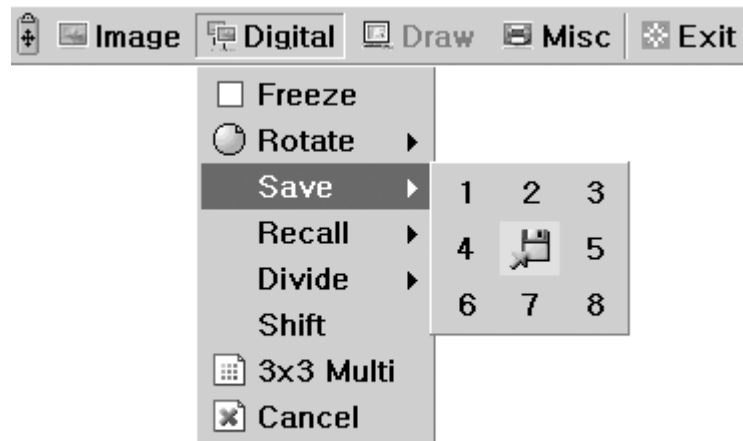 Image Digital Draw Misc Exit
Freeze
Rotate
Save
1 2 3
Recall
4 5
Divide
6 7 8
Shift
3x3 Multi
Cancel